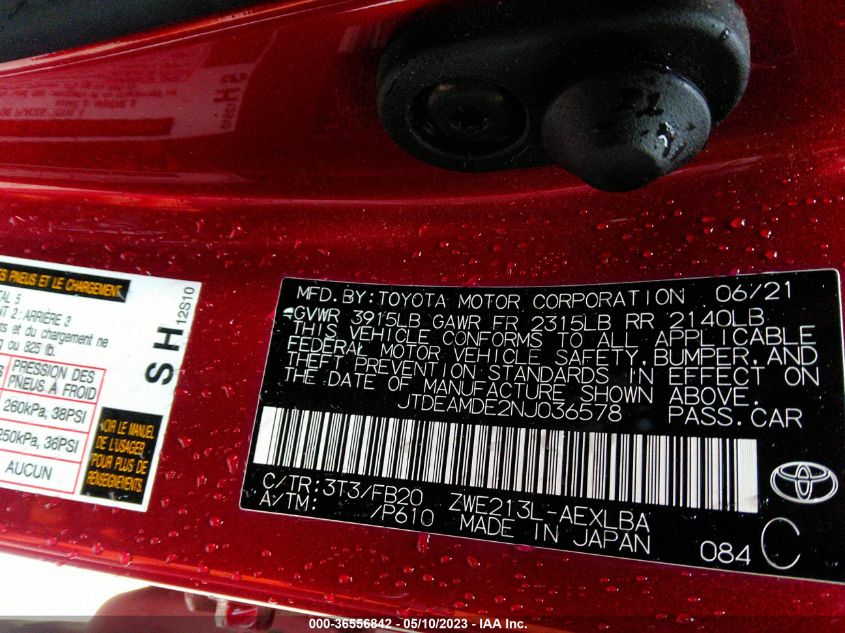 ES PNEUS ET LE CHARGEMENT
TAL 5
NT 2: ARRIÈRE 3
ers et du chargement ne
g ou 825 lb.
PRESSION DES
PNEUS À FROID
260kPa, 38PSI
250kPa, 36PSI
AUCUN
VOIR LE MANUEL
DE L'USAGER
POUR PLUS DE
RENSEIGNEMENTS
SH
12S10
MFD.BY:TOYOTA MOTOR CORPORATION 06/21
GVWR 3915LB GAWR FR 2315LB RR 2140LB
THIS VEHICLE CONFORMS TO ALL APPLICABLE
FEDERAL MOTOR VEHICLE SAFETY,BUMPER,AND
THEFT PREVENTION STANDARDS IN EFFECT ON
THE DATE OF MANUFACTURE SHOWN ABOVE.
JTDEAMDE2NJ036578 PASS.CAR
C/TR:3T3/FB20 ZWE213L-AEXLBA
A/TM: /P610 MADE IN JAPAN
084 C
000-36556842 - 05/10/2023 - IAA Inc.